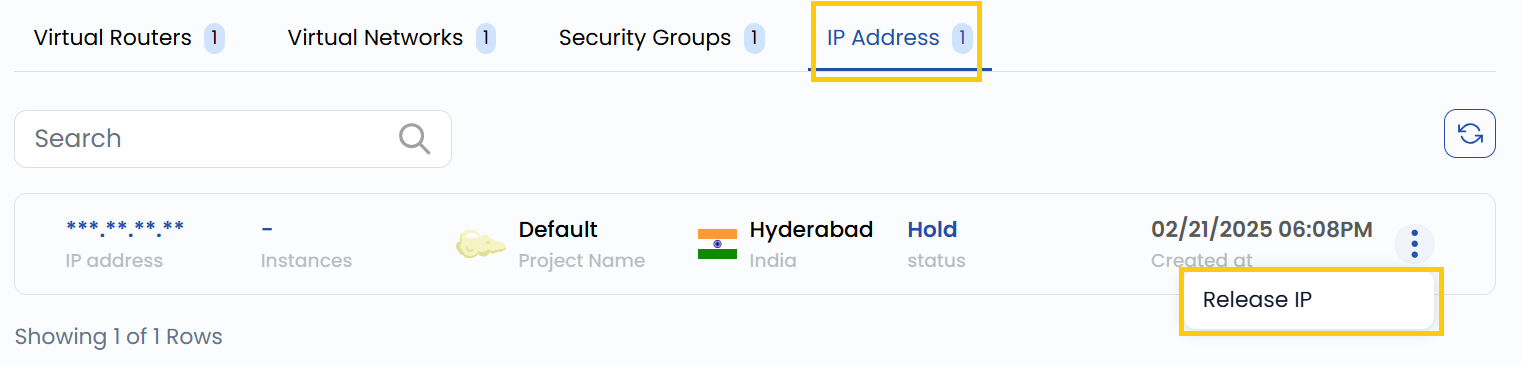 Virtual Routers 1 Virtual Networks 1 Security Groups 1 IP Address 1
Search
***.**.**.** - Default Hyderabad Hold 02/21/2025 06:08PM
IP address Instances Project Name India status Created at
Release IP
Showing 1 of 1 Rows